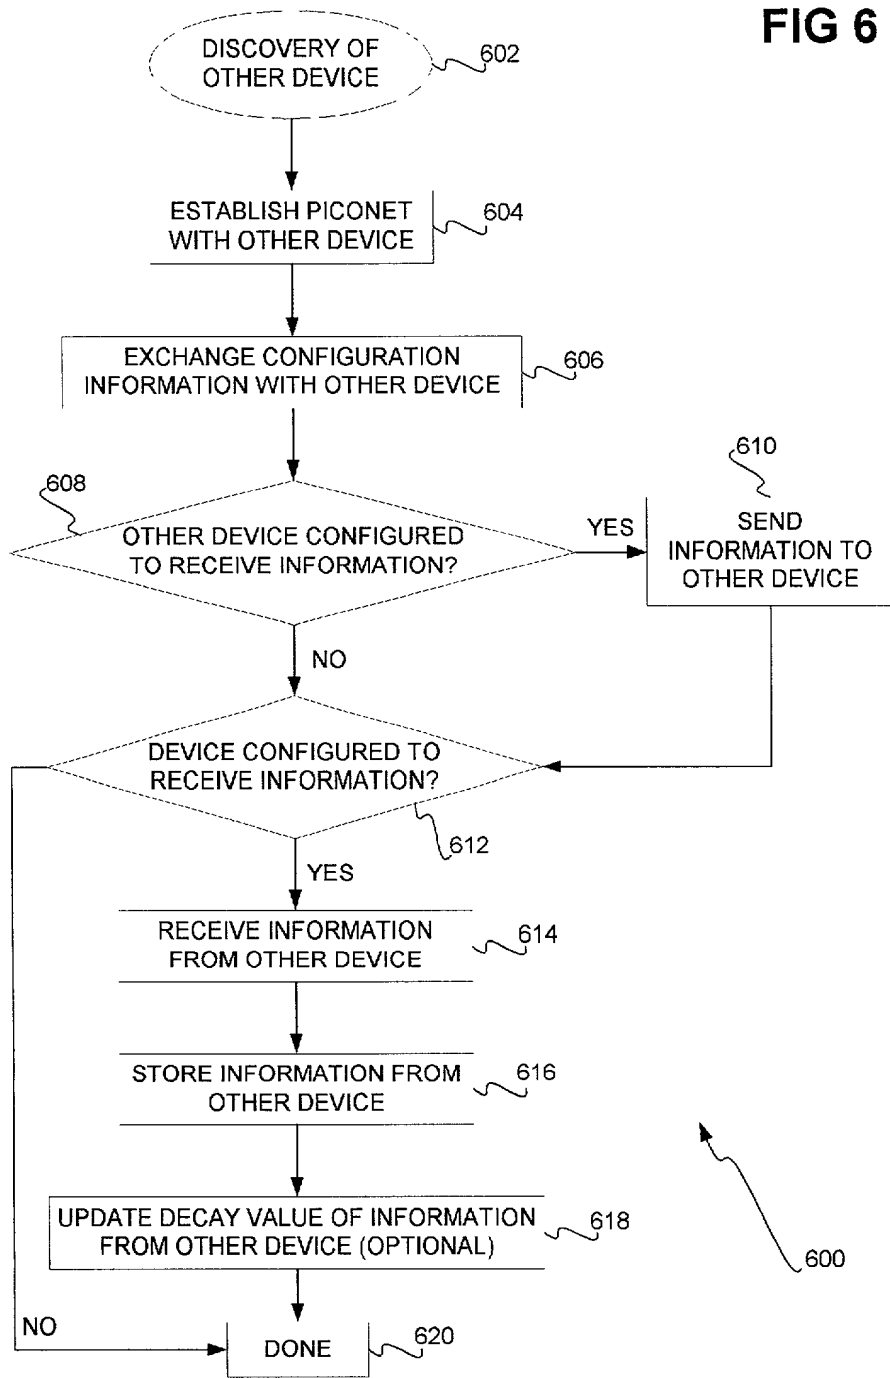 FIG 6
DISCOVERY OF
OTHER DEVICE
602
ESTABLISH PICONET
WITH OTHER DEVICE
604
EXCHANGE CONFIGURATION
INFORMATION WITH OTHER DEVICE
606
608
OTHER DEVICE CONFIGURED
TO RECEIVE INFORMATION?
YES
610
SEND
INFORMATION TO
OTHER DEVICE
NO
DEVICE CONFIGURED TO
RECEIVE INFORMATION?
612
YES
RECEIVE INFORMATION
FROM OTHER DEVICE
614
STORE INFORMATION FROM
OTHER DEVICE
616
UPDATE DECAY VALUE OF INFORMATION
FROM OTHER DEVICE (OPTIONAL)
618
600
NO
DONE
620